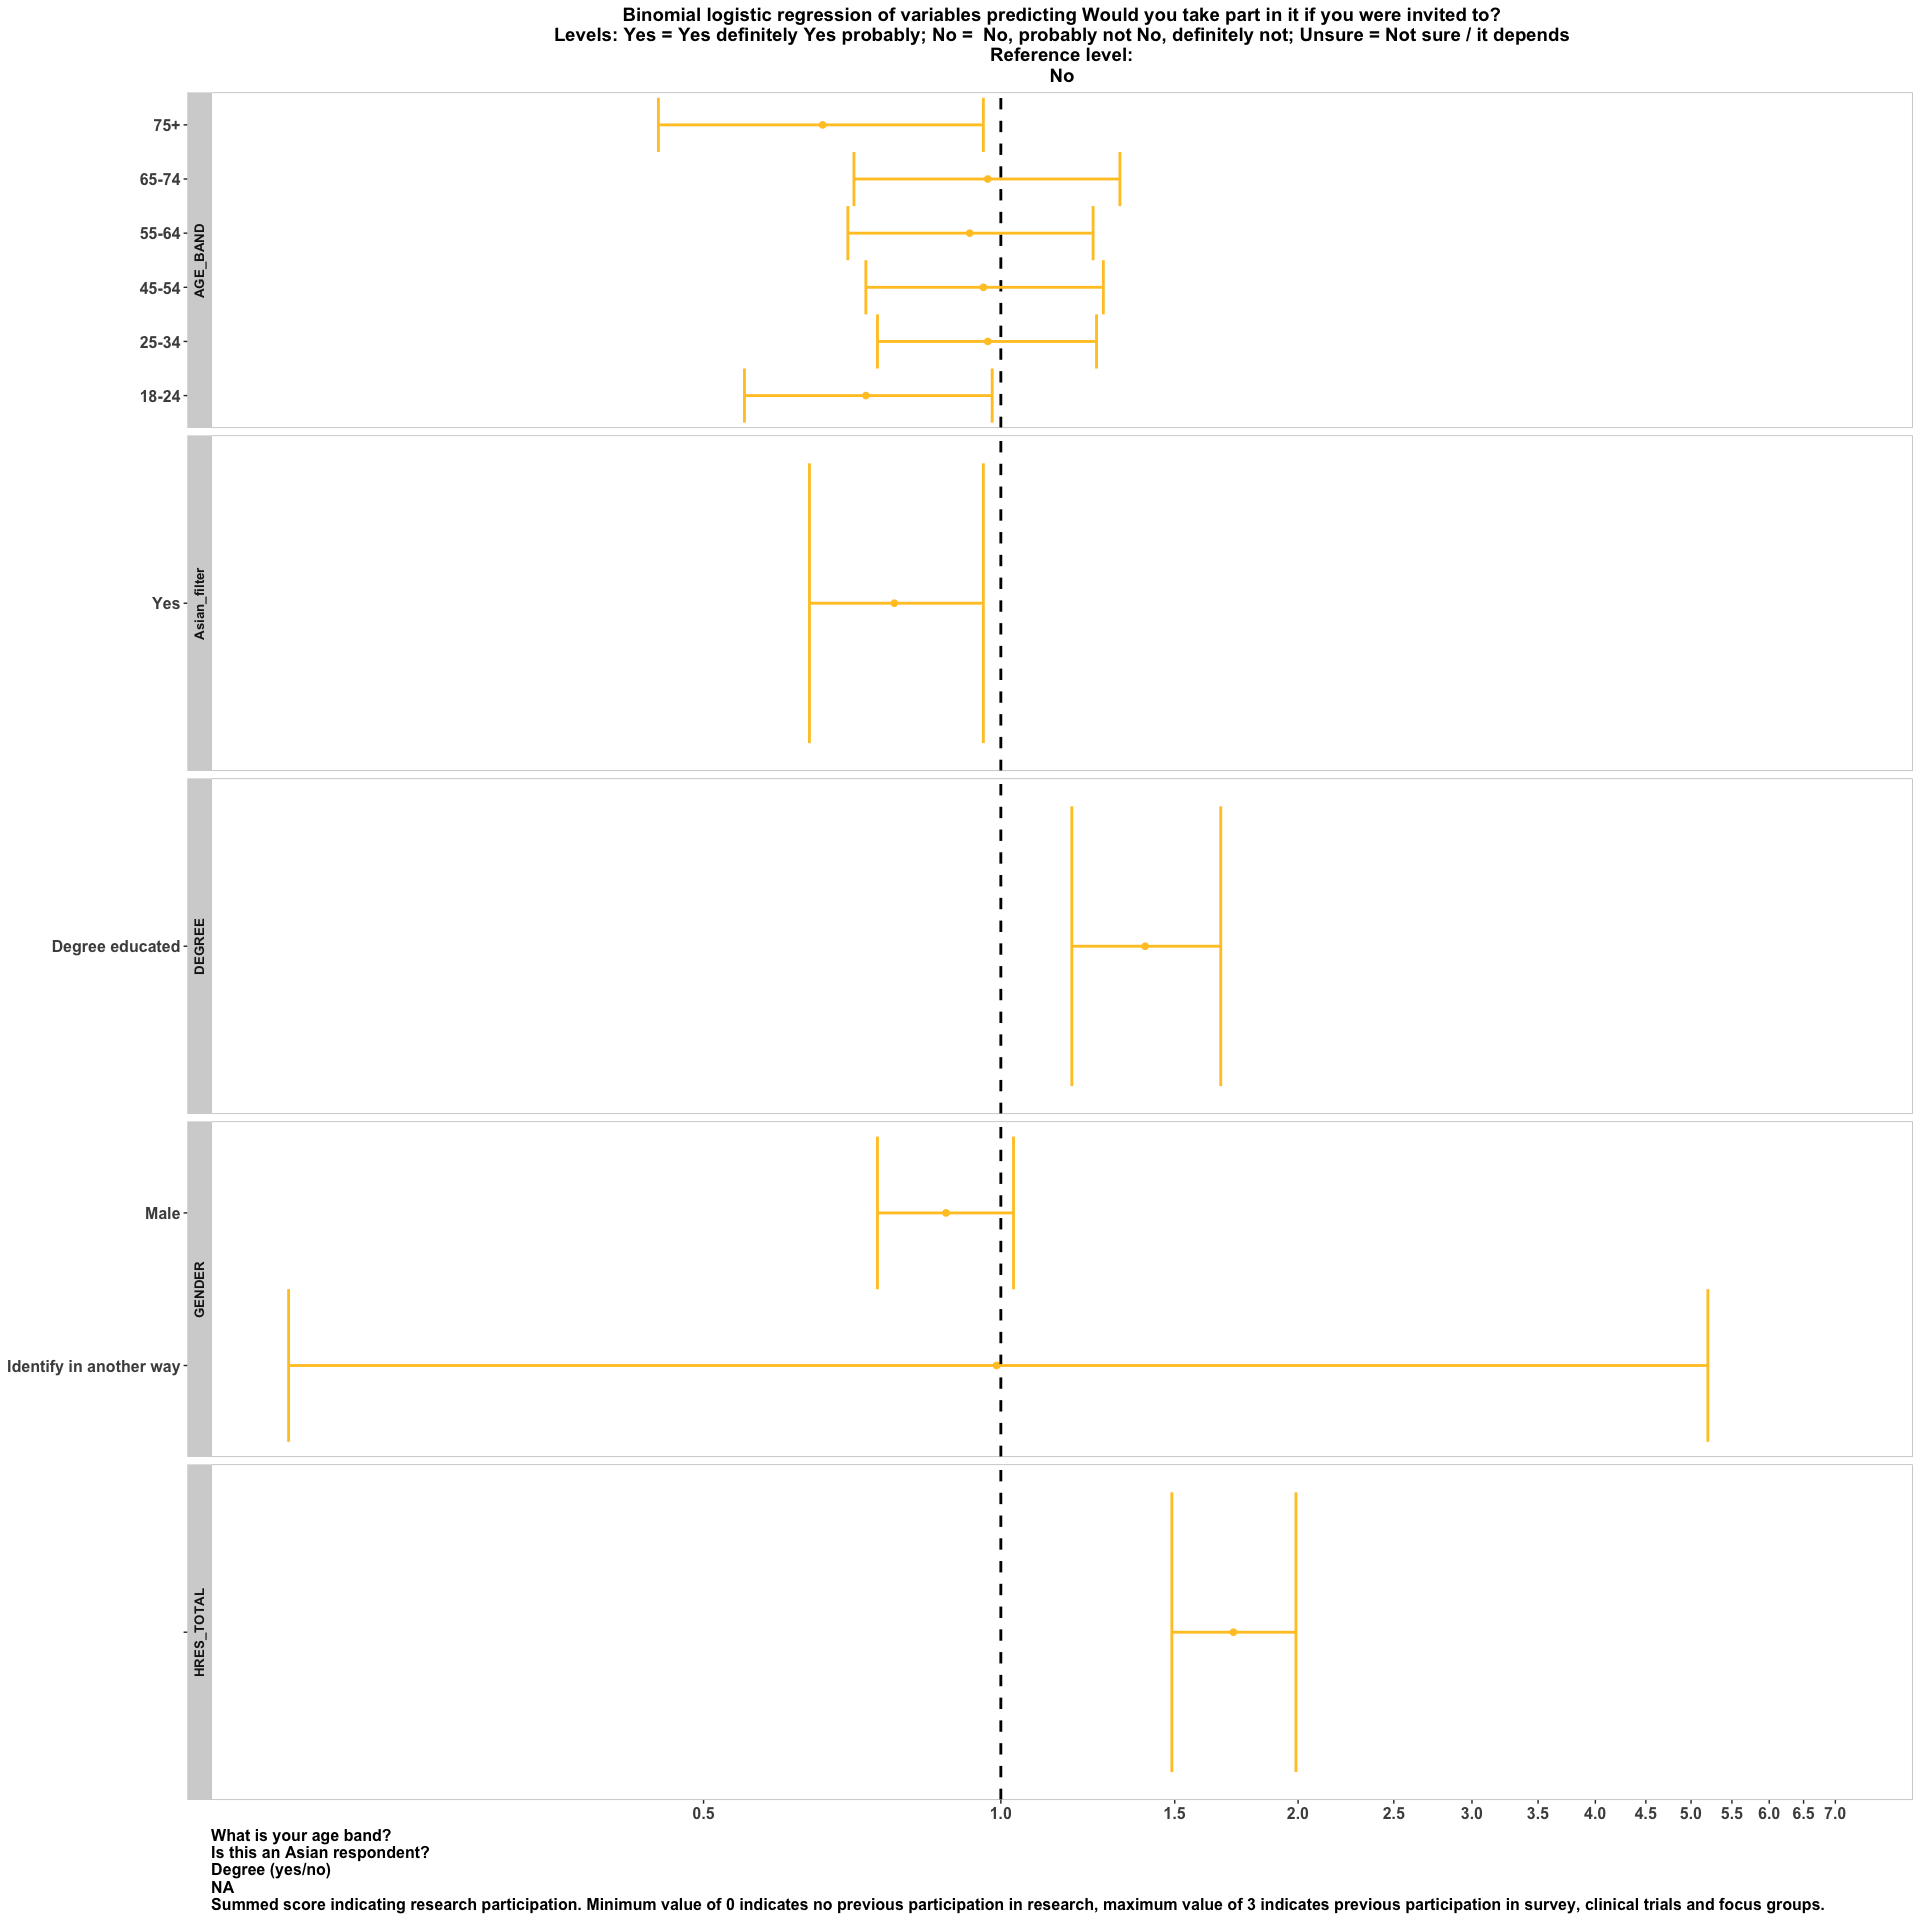 Binomial logistic regression of variables predicting Would you take part in it if you were invited to?
Levels: Yes = Yes definitely Yes probably; No =  No, probably not No, definitely not; Unsure = Not sure / it depends
Reference level:
No
AGE_BAND
75+
65-74
55-64
45-54
25-34
18-24
Asian_filter
Yes
DEGREE
Degree educated
GENDER
Male
Identify in another way
HRES_TOTAL
0.5 1.0 1.5 2.0 2.5 3.0 3.5 4.0 4.5 5.0 5.5 6.0 6.5 7.0
What is your age band?
Is this an Asian respondent?
Degree (yes/no)
NA
Summed score indicating research participation. Minimum value of 0 indicates no previous participation in research, maximum value of 3 indicates previous participation in survey, clinical trials and focus groups.